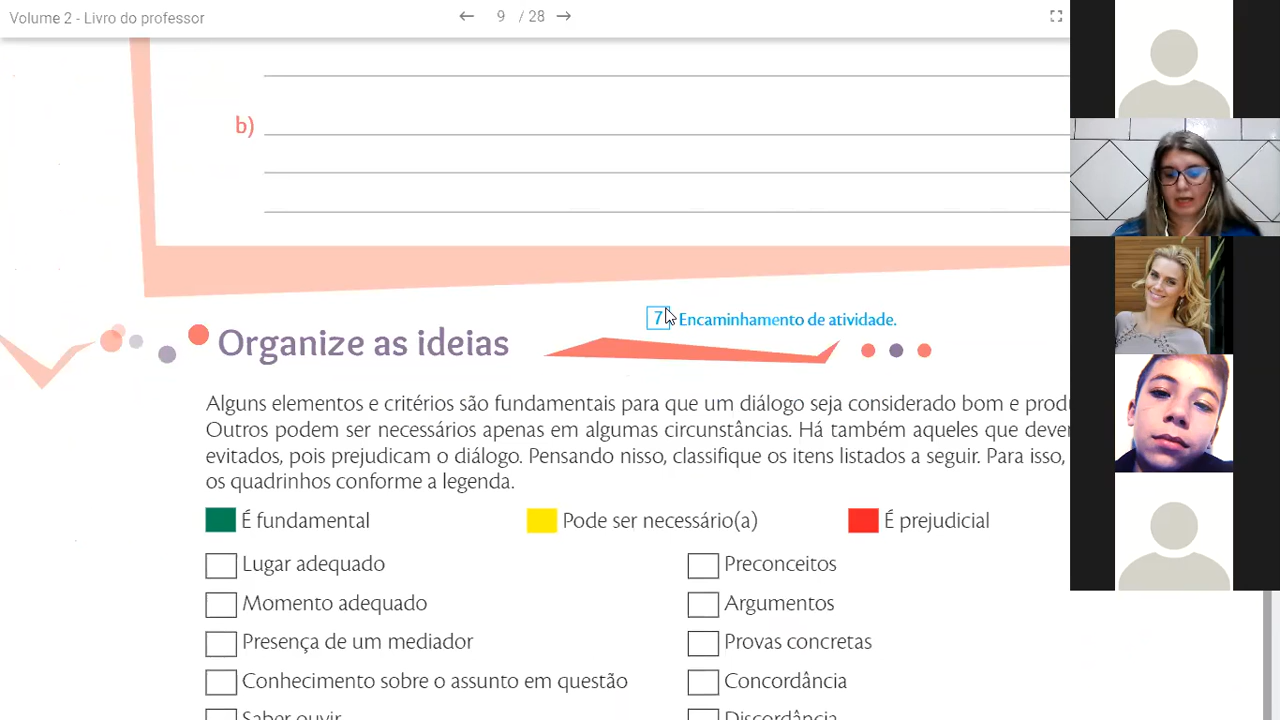 Volume 2 - Livro do professor
← 9 / 28 →
b)
7 Encaminhamento de atividade.
Organize as ideias
Alguns elementos e critérios são fundamentais para que um diálogo seja considerado bom e
Outros podem ser necessários apenas em algumas circunstâncias. Há também aqueles que
evitados, pois prejudicam o diálogo. Pensando nisso, classifique os itens listados a seguir. Para isso,
os quadrinhos conforme a legenda.
É fundamental
Pode ser necessário(a)
É prejudicial
Lugar adequado
Preconceitos
Momento adequado
Argumentos
Presença de um mediador
Provas concretas
Conhecimento sobre o assunto em questão
Concordância
Saber ouvir
Discordância